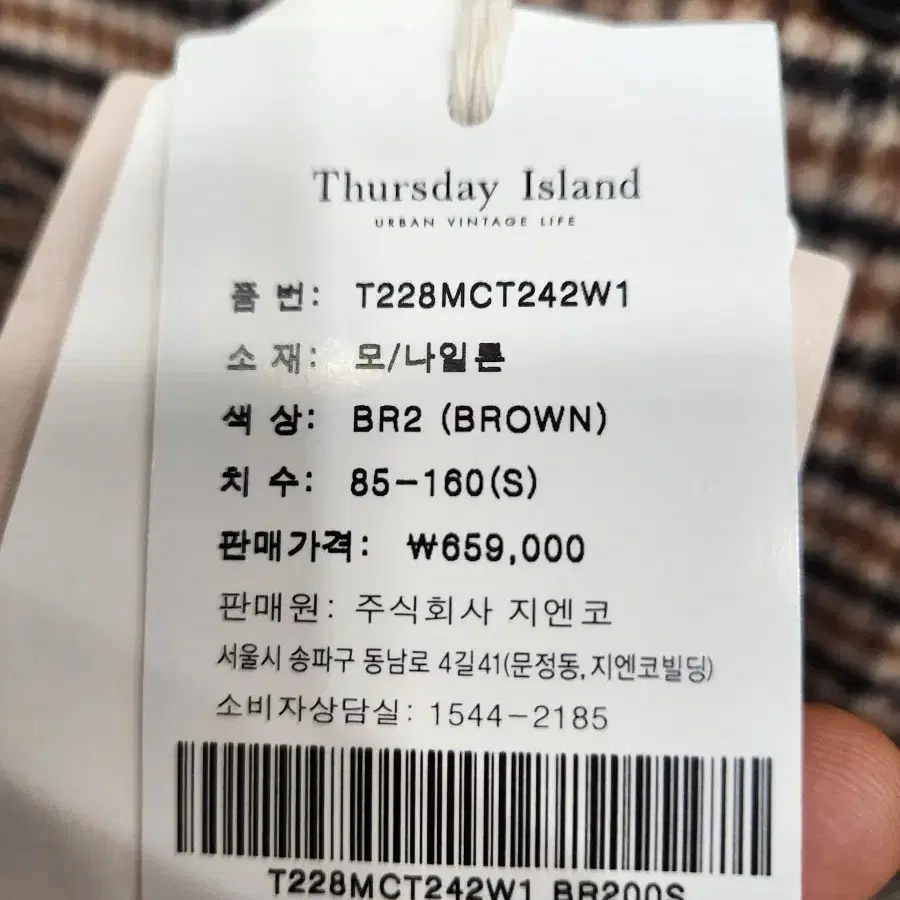 Thursday Island
URBAN VINTAGE LIFE
품 번: T228MCT242W1
소 재: 모/나일론
색 상: BR2 (BROWN)
치 수: 85-160(S)
판매가격: ₩659,000
판매원: 주식회사 지엔코
서울시 송파구 동남로 4길41(문정동, 지엔코빌딩)
소비자상담실: 1544-2185
T228MCT242W1 BR200S